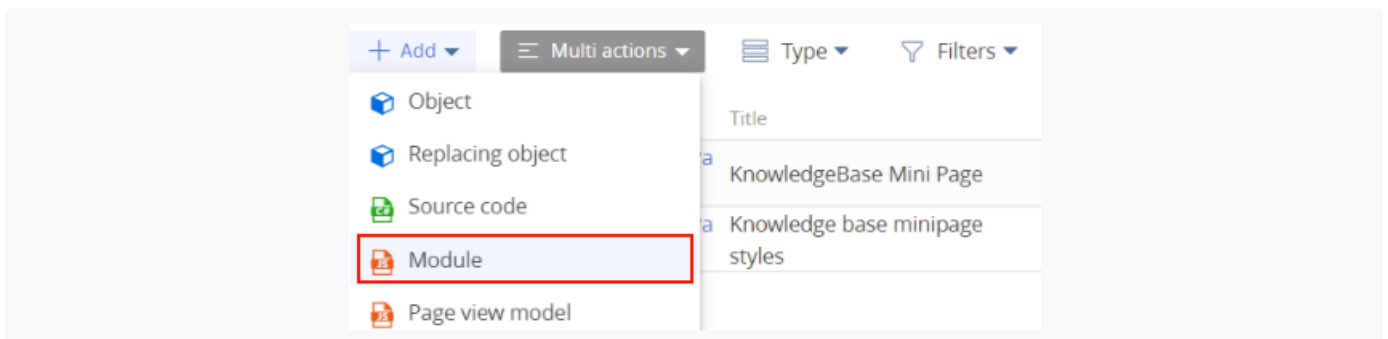 Add Multi actions Type Filters
Object
Title
Replacing object
'a KnowledgeBase Mini Page
Source code
'a Knowledge base minipage
styles
Module
Page view model